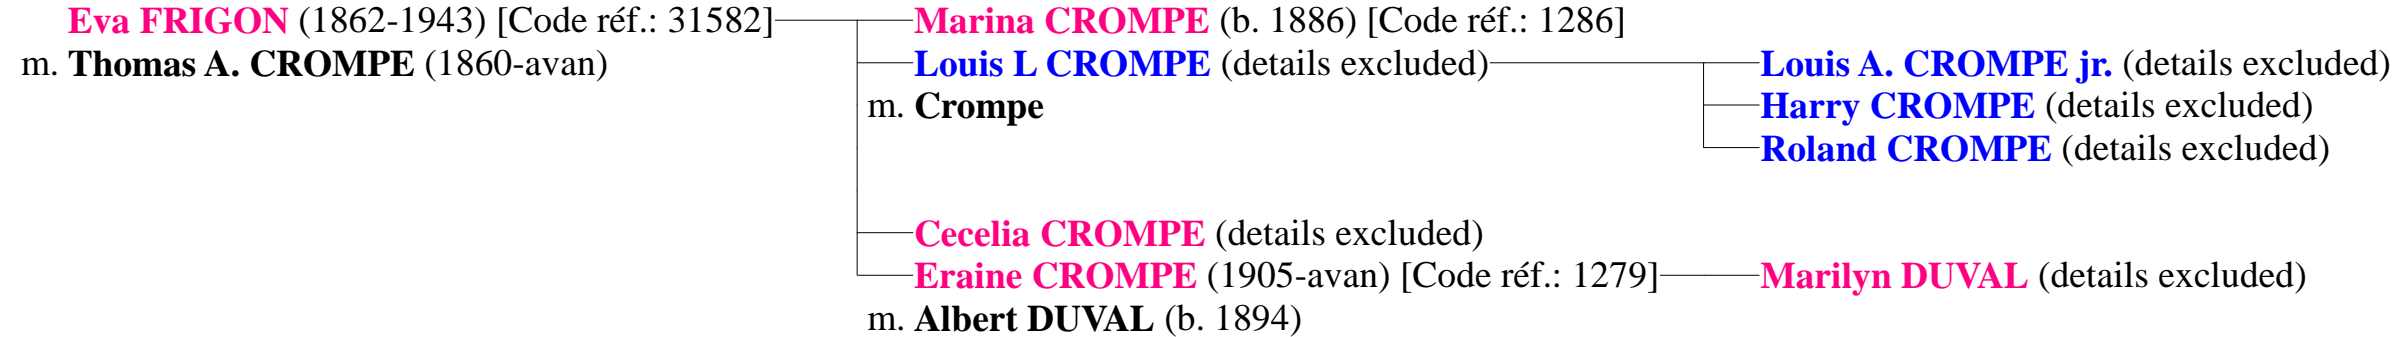 Eva FRIGON (1862-1943) [Code réf.: 31582] Marina CROMPE (b. 1886) [Code réf.: 1286]
m. Thomas A. CROMPE (1860-avan) Louis L CROMPE (details excluded) Louis A. CROMPE jr. (details excluded)
m. Crompe Harry CROMPE (details excluded)
Roland CROMPE (details excluded)
Cecelia CROMPE (details excluded)
Eraine CROMPE (1905-avan) [Code réf.: 1279] Marilyn DUVAL (details excluded)
m. Albert DUVAL (b. 1894)